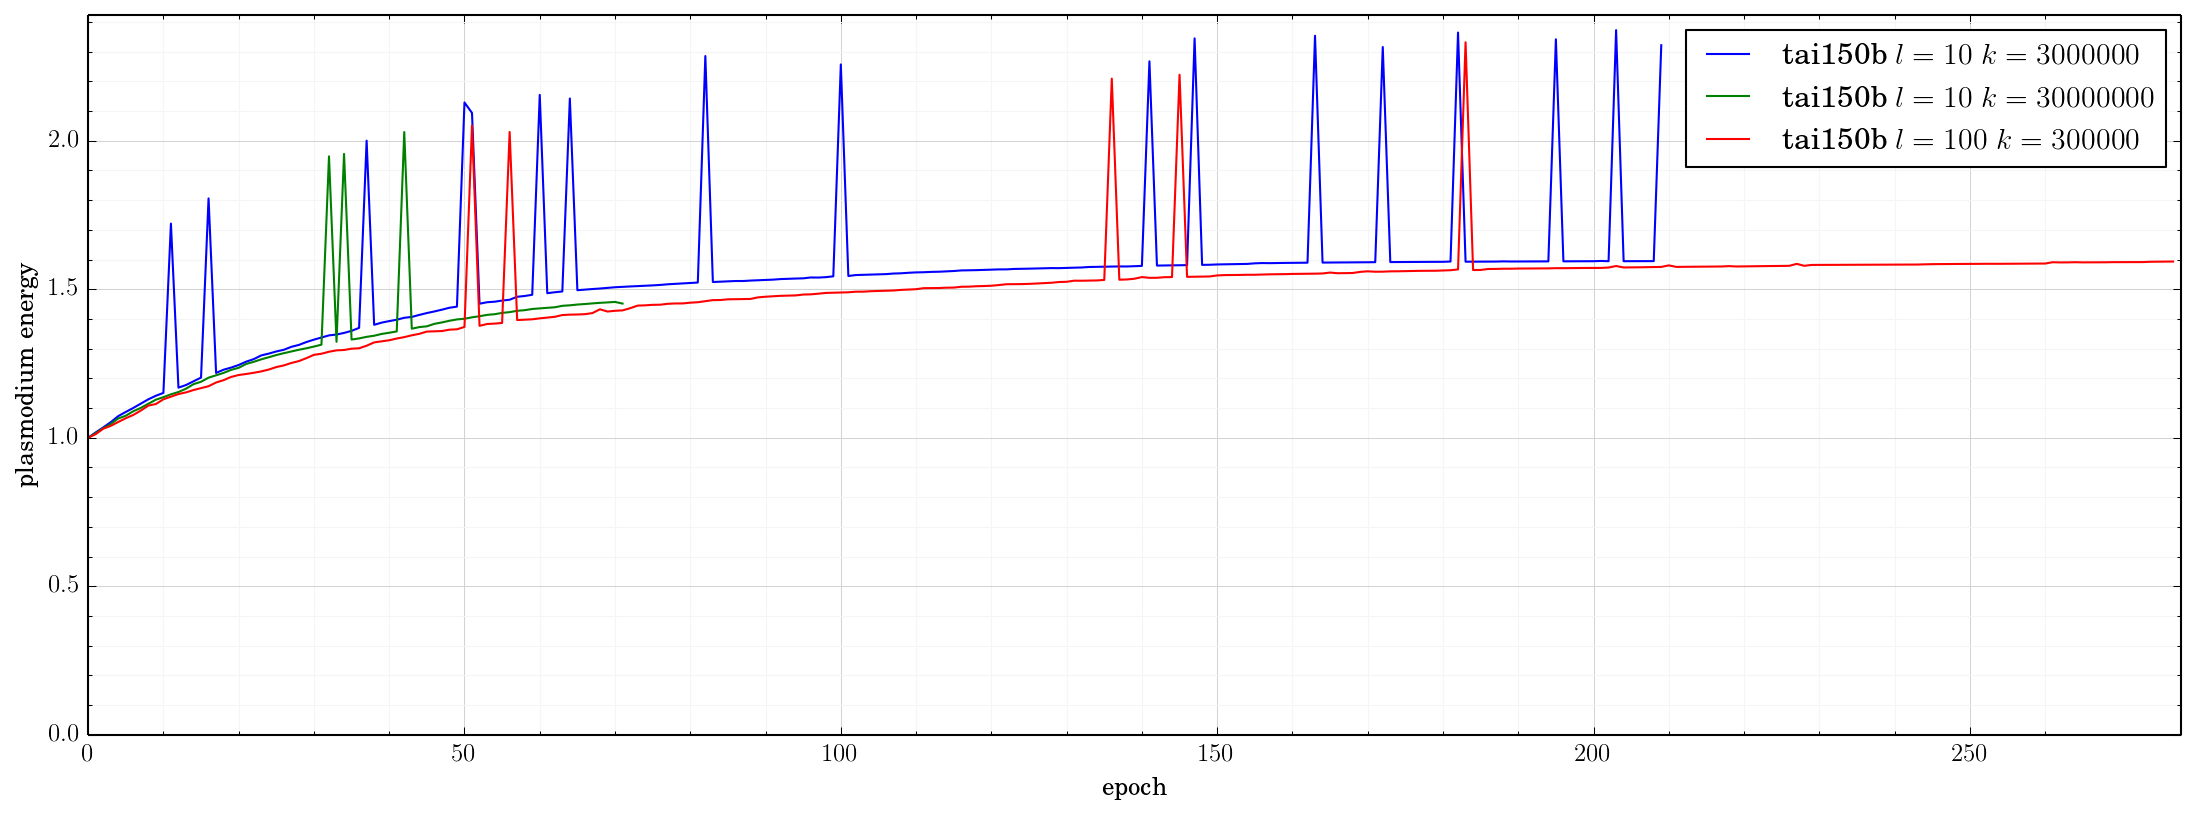 tai150b l = 10 k = 3000000
tai150b l = 10 k = 30000000
tai150b l = 100 k = 300000
plasmodium energy
2.0
1.5
1.0
0.5
0.0
0 50 100 150 200 250
epoch